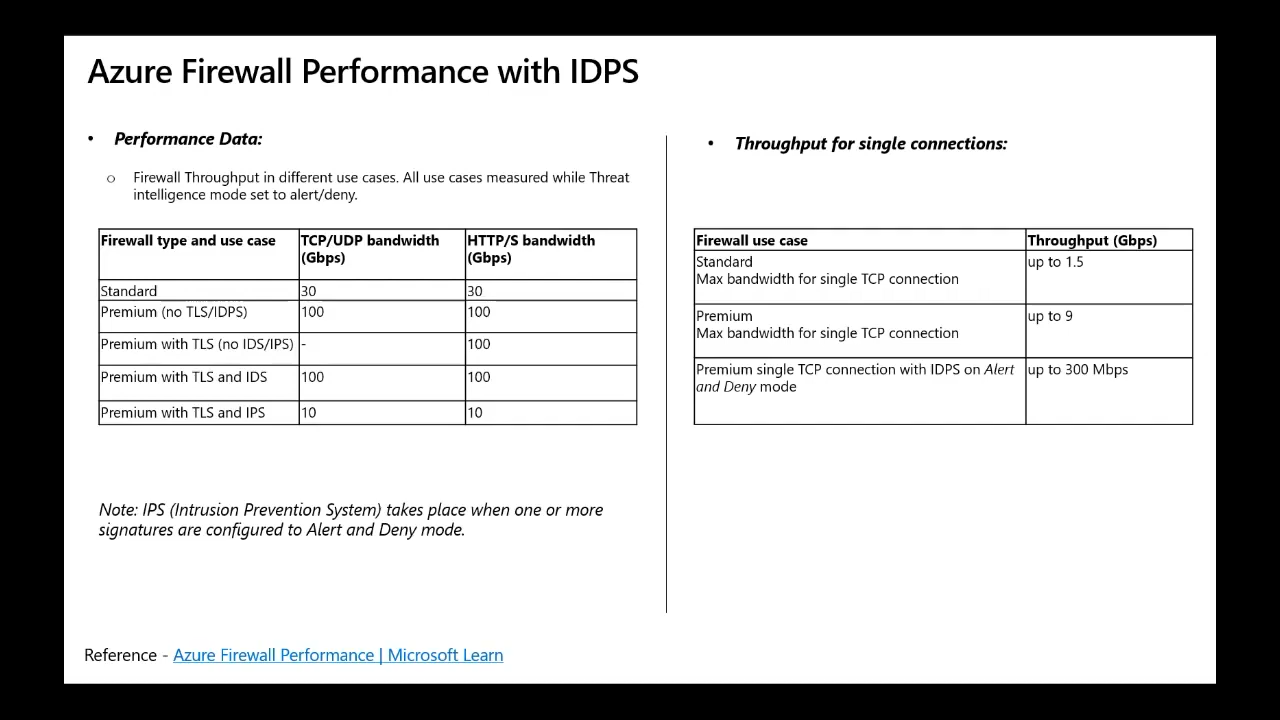 Azure Firewall Performance with IDPS
• Performance Data:
o Firewall Throughput in different use cases. All use cases measured while Threat
intelligence mode set to alert/deny.
Firewall type and use case TCP/UDP bandwidth (Gbps) HTTP/S bandwidth (Gbps)
Standard 30 30
Premium (no TLS/IDPS) 100 100
Premium with TLS (no IDS/IPS) - 100
Premium with TLS and IDS 100 100
Premium with TLS and IPS 10 10
Note: IPS (Intrusion Prevention System) takes place when one or more
signatures are configured to Alert and Deny mode.
• Throughput for single connections:
Firewall use case Throughput (Gbps)
Standard up to 1.5
Max bandwidth for single TCP connection
Premium up to 9
Max bandwidth for single TCP connection
Premium single TCP connection with IDPS on Alert up to 300 Mbps
and Deny mode
Reference - Azure Firewall Performance | Microsoft Learn